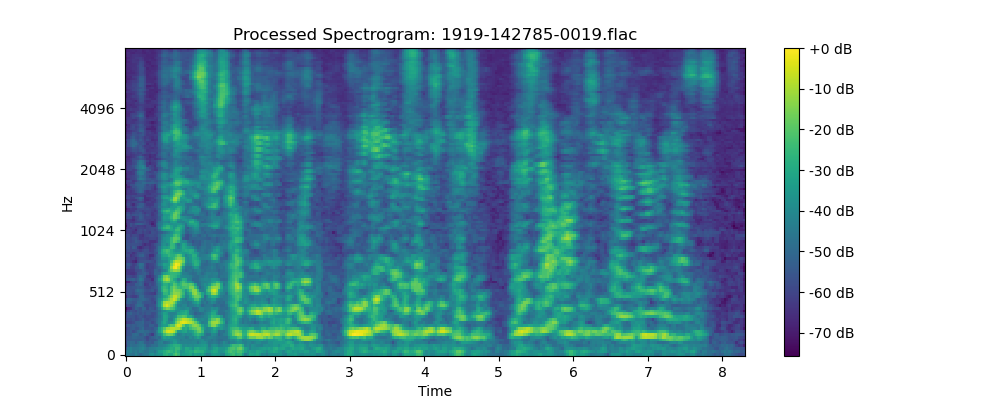 Processed Spectrogram: 1919-142785-0019.flac
+0 dB
-10 dB
-20 dB
-30 dB
-40 dB
-50 dB
-60 dB
-70 dB
4096
2048
1024
512
0
Hz
0 1 2 3 4 5 6 7 8
Time